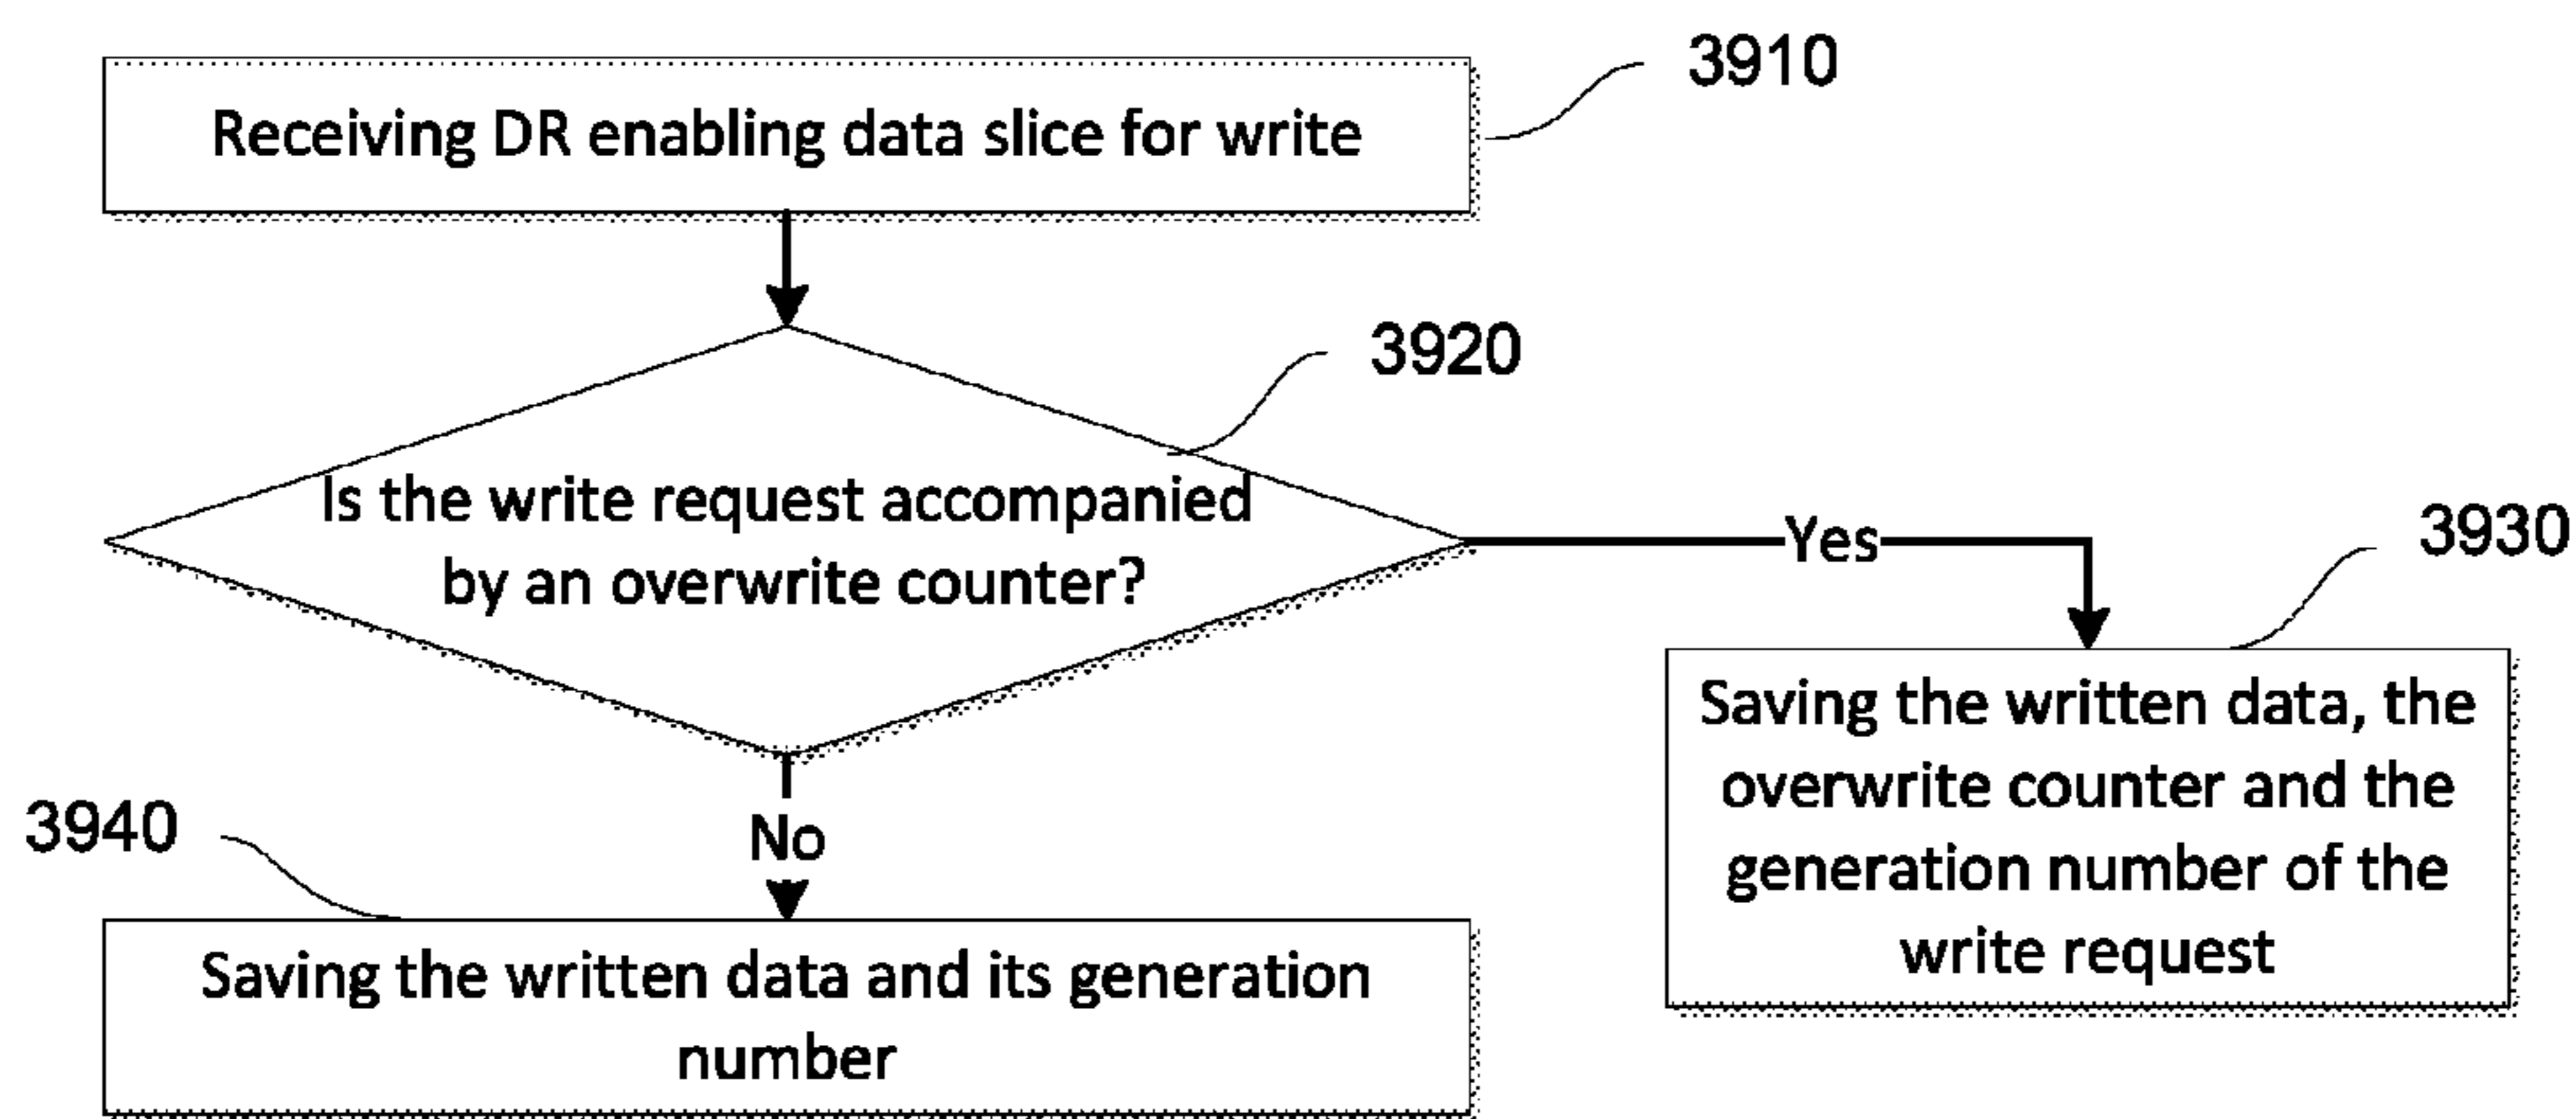 3910
Receiving DR enabling data slice for write
3920
Is the write request accompanied
by an overwrite counter?
Yes
3930
Saving the written data, the
overwrite counter and the
generation number of the
write request
No
3940
Saving the written data and its generation
number